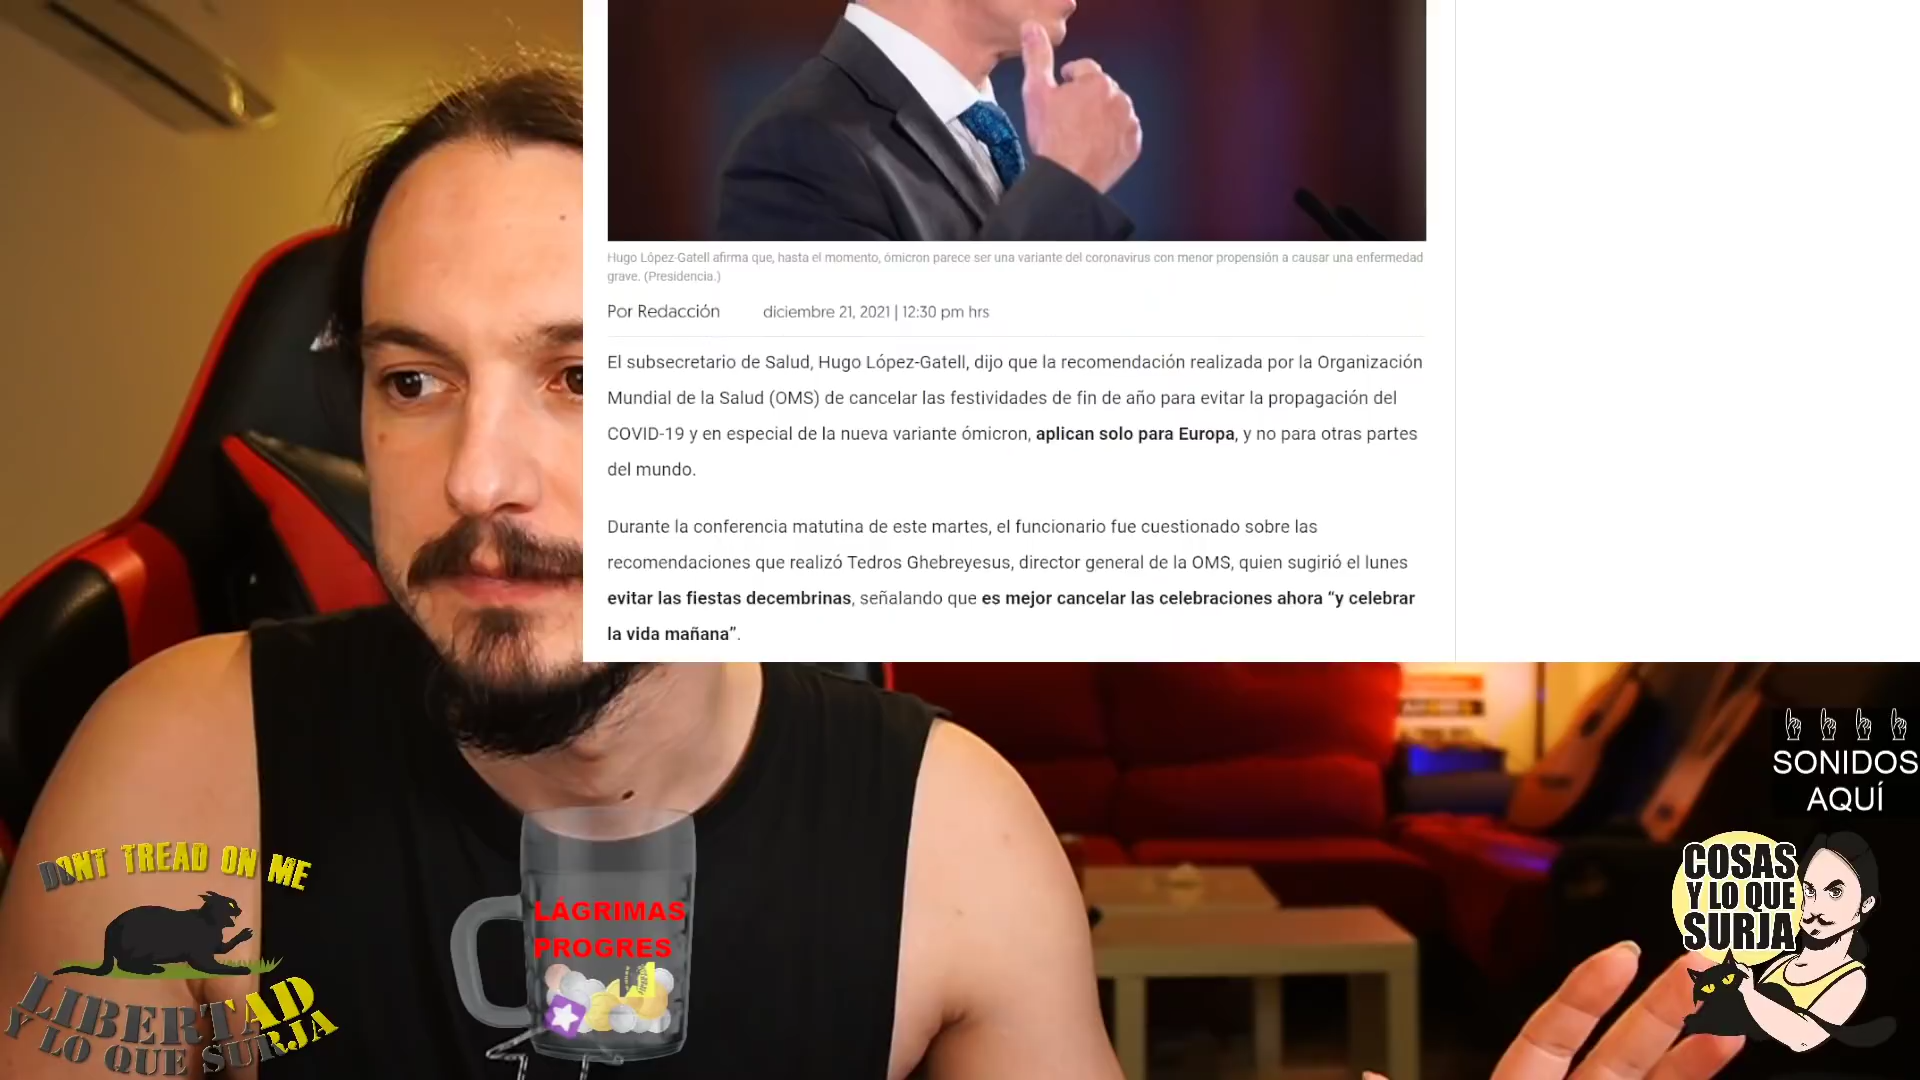 Hugo López-Gatell afirma que, hasta el momento, ómicron parece ser una variante del coronavirus con menor propensión a causar una enfermedad
grave. (Presidencia.)
Por Redacción diciembre 21, 2021 | 12:30 pm hrs
El subsecretario de Salud, Hugo López-Gatell, dijo que la recomendación realizada por la Organización
Mundial de la Salud (OMS) de cancelar las festividades de fin de año para evitar la propagación del
COVID-19 y en especial de la nueva variante ómicron, aplican solo para Europa, y no para otras partes
del mundo.
Durante la conferencia matutina de este martes, el funcionario fue cuestionado sobre las
recomendaciones que realizó Tedros Ghebreyesus, director general de la OMS, quien sugirió el lunes
evitar las fiestas decembrinas, señalando que es mejor cancelar las celebraciones ahora “y celebrar
la vida mañana”.
SONIDOS
AQUÍ
DONT TREAD ON ME
LIBERTAD
Y LO QUE SURJA
LÁGRIMAS
PROGRES
COSAS
Y LO QUE
SURJA